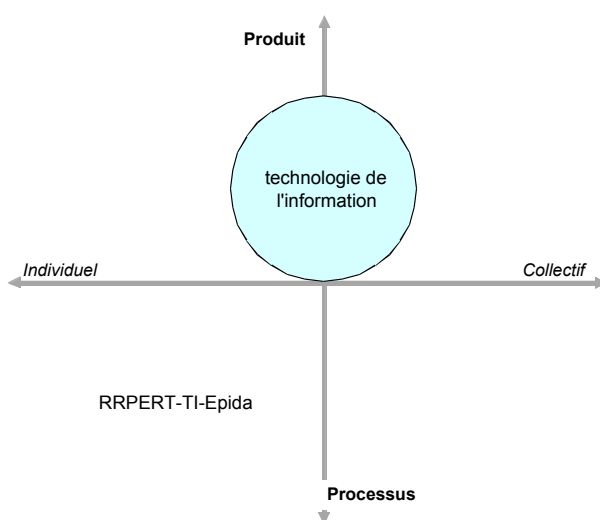 Produit
technologie de
l'information
Individuel
Collectif
RRPERT-TI-Epida
Processus